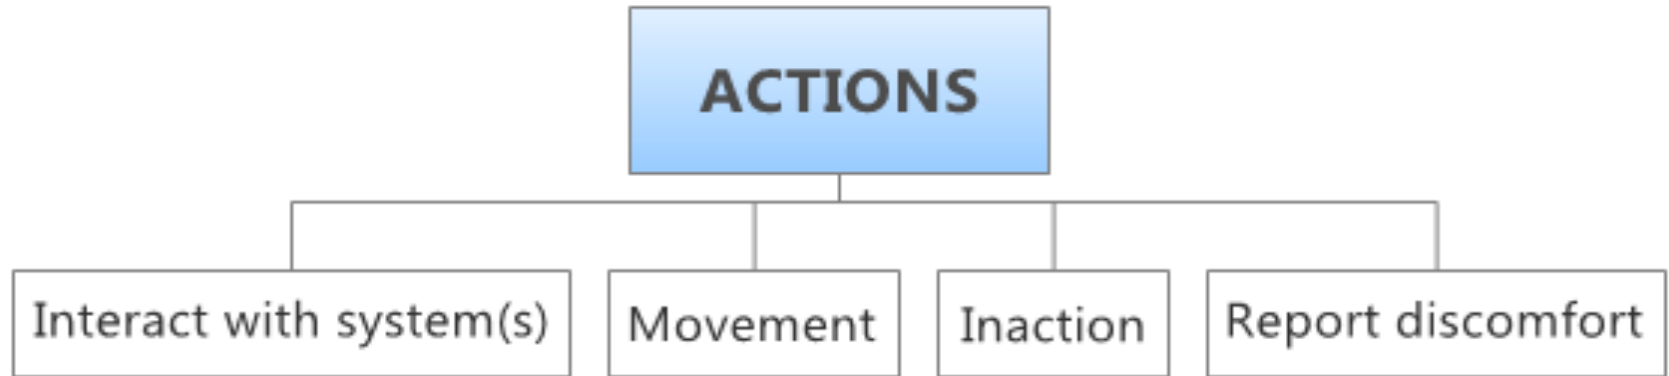 ACTIONS
Interact with system(s)
Movement
Inaction
Report discomfort